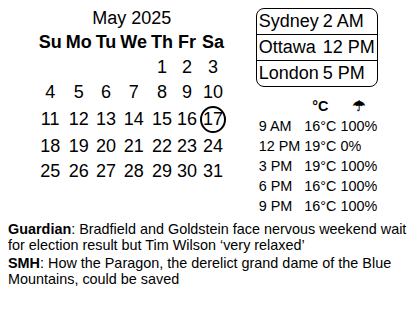 May 2025
Su Mo Tu We Th Fr Sa
1 2 3
4 5 6 7 8 9 10
11 12 13 14 15 16 17
18 19 20 21 22 23 24
25 26 27 28 29 30 31
Sydney 2 AM
Ottawa 12 PM
London 5 PM
°C ☂
9 AM 16°C 100%
12 PM 19°C 0%
3 PM 19°C 100%
6 PM 16°C 100%
9 PM 16°C 100%
Guardian: Bradfield and Goldstein face nervous weekend wait
for election result but Tim Wilson ‘very relaxed’
SMH: How the Paragon, the derelict grand dame of the Blue
Mountains, could be saved